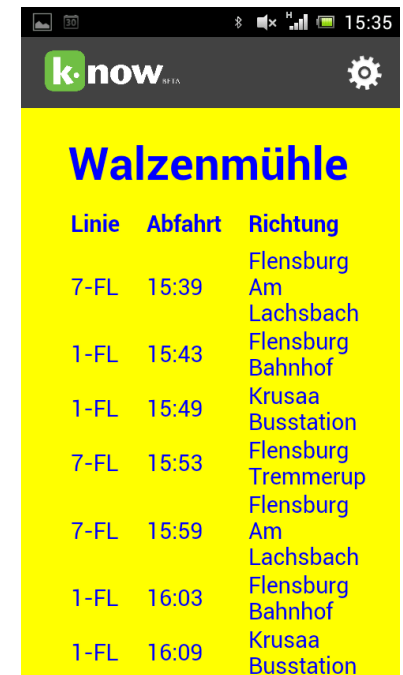 30 H 15:35
k·now BETA
Walzenmühle
Linie Abfahrt Richtung
Flensburg
7-FL 15:39 Am
Lachsbach
1-FL 15:43 Flensburg
Bahnhof
1-FL 15:49 Krusaa
Busstation
7-FL 15:53 Flensburg
Tremmerup
Flensburg
7-FL 15:59 Am
Lachsbach
1-FL 16:03 Flensburg
Bahnhof
1-FL 16:09 Krusaa
Busstation